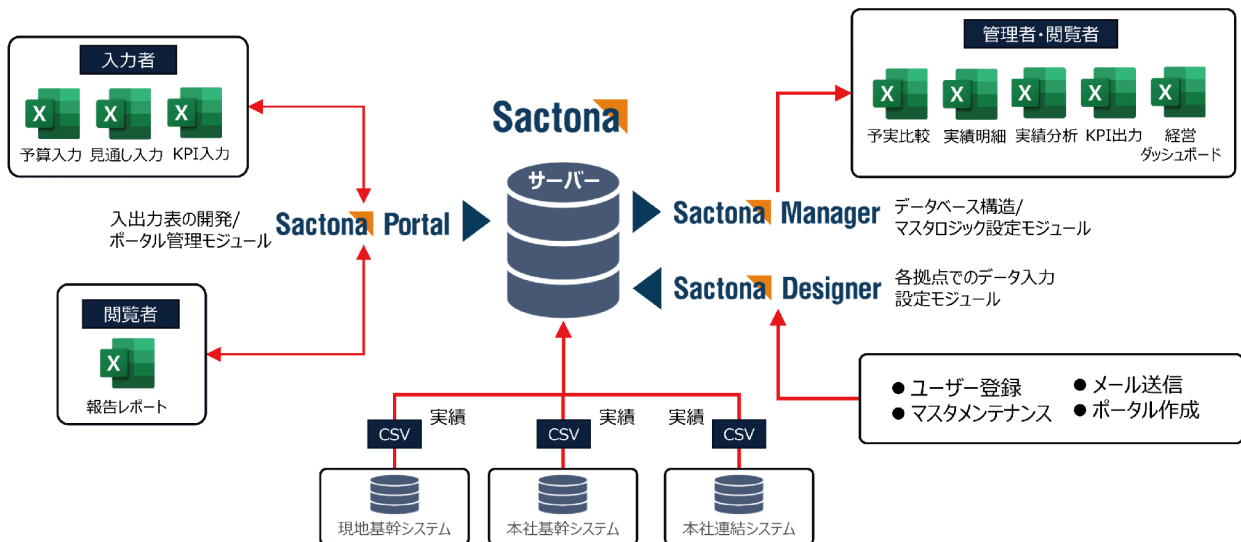 入力者
予算入力
見通し入力
KPI入力
入出力表の開発/
ポータル管理モジュール
Sactona Portal
閲覧者
報告レポート
Sactona
サーバー
管理者・閲覧者
予実比較
実績明細
実績分析
KPI出力
経営
ダッシュボード
Sactona Manager
データベース構造/
マスタロジック設定モジュール
Sactona Designer
各拠点でのデータ入力
設定モジュール
● ユーザー登録
● マスタメンテナンス
● メール送信
● ポータル作成
実績
実績
実績
CSV
CSV
CSV
現地基幹システム
本社基幹システム
本社連結システム